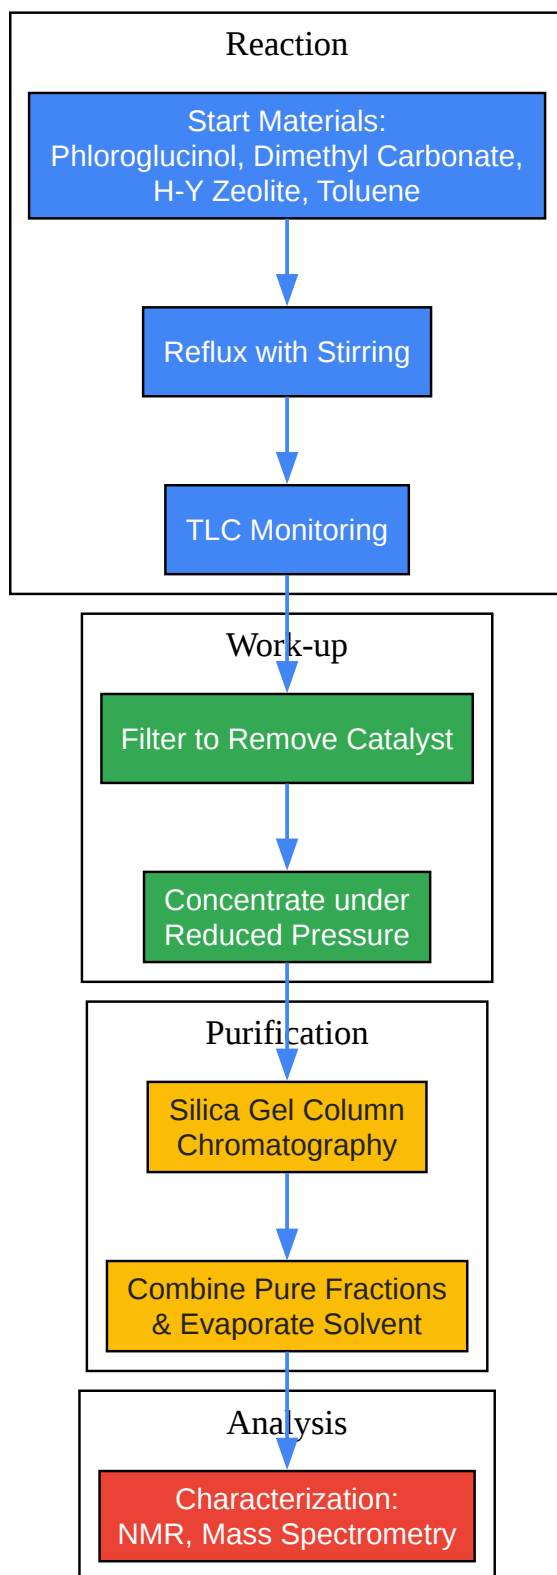 Reaction
Start Materials:
Phloroglucinol, Dimethyl Carbonate,
H-Y Zeolite, Toluene
Reflux with Stirring
TLC Monitoring
Work-up
Filter to Remove Catalyst
Concentrate under
Reduced Pressure
Purification
Silica Gel Column
Chromatography
Combine Pure Fractions
& Evaporate Solvent
Analysis
Characterization:
NMR, Mass Spectrometry